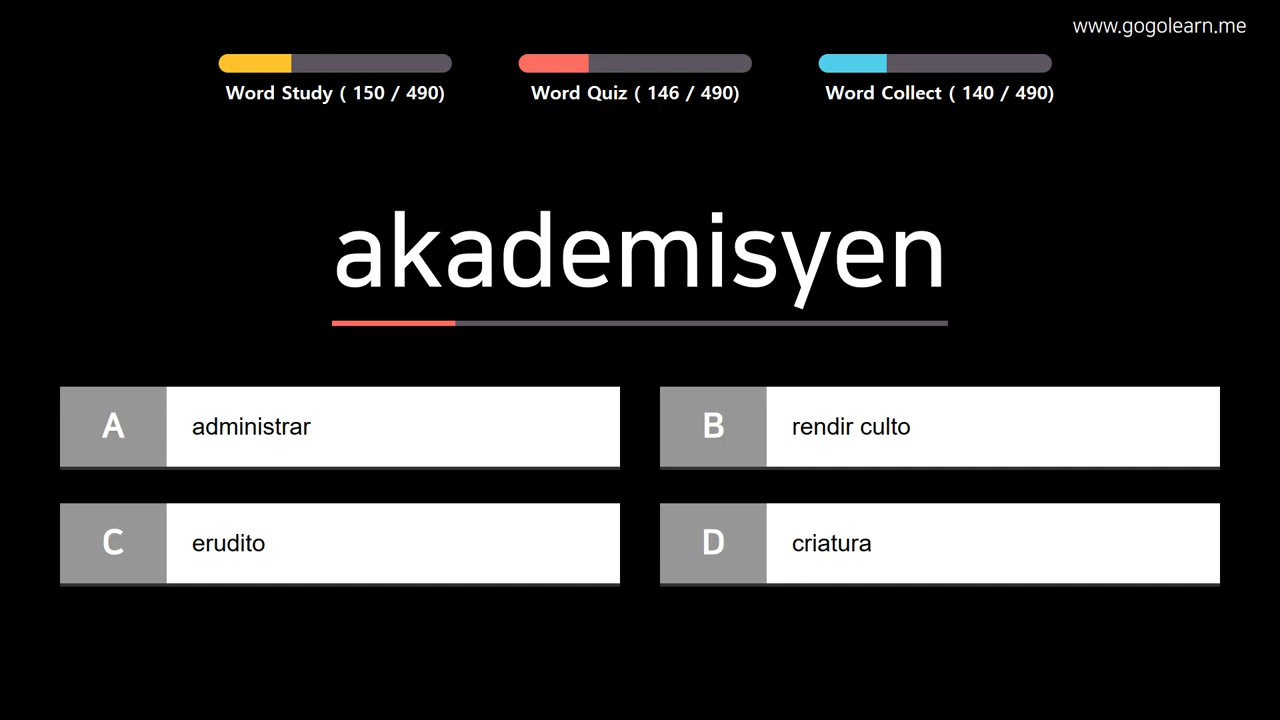 www.gogolearn.me
Word Study ( 150 / 490)
Word Quiz ( 146 / 490)
Word Collect ( 140 / 490)
akademisyen
A administrar
B rendir culto
C erudito
D criatura